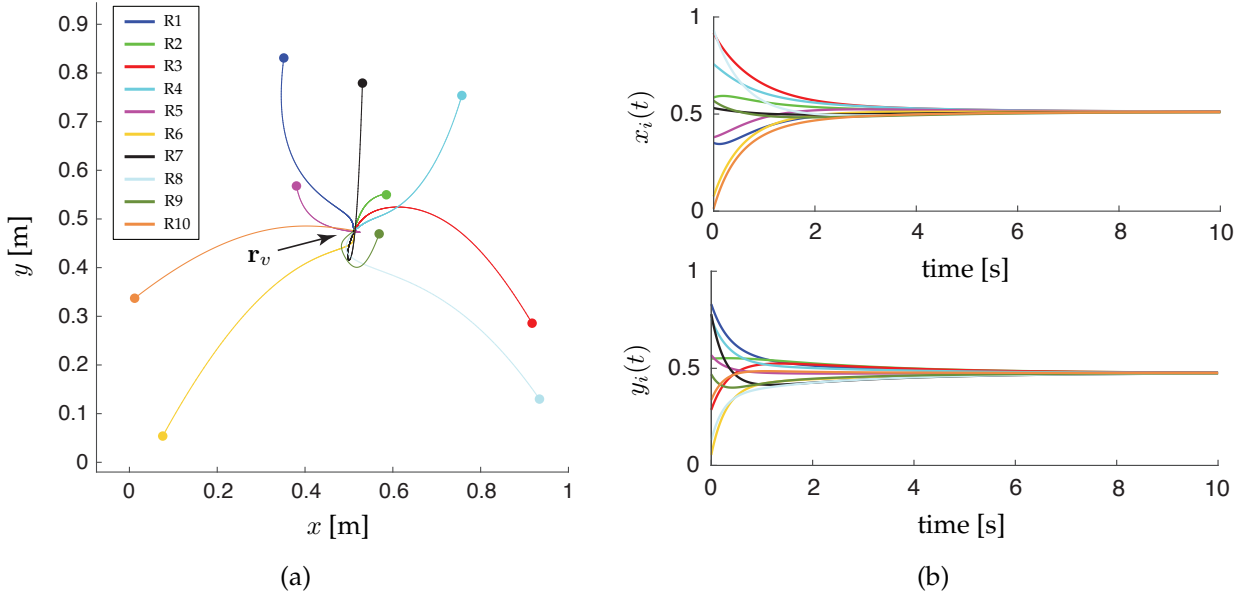 0.9
0.8
0.7
0.6
0.5
0.4
0.3
0.2
0.1
0
y [m]
R1
R2
R3
R4
R5
R6
R7
R8
R9
R10
r_v
0 0.2 0.4 0.6 0.8 1
x [m]
(a)
1
0.5
0
x_i(t)
0 2 4 6 8 10
time [s]
1
0.5
0
y_i(t)
0 2 4 6 8 10
time [s]
(b)